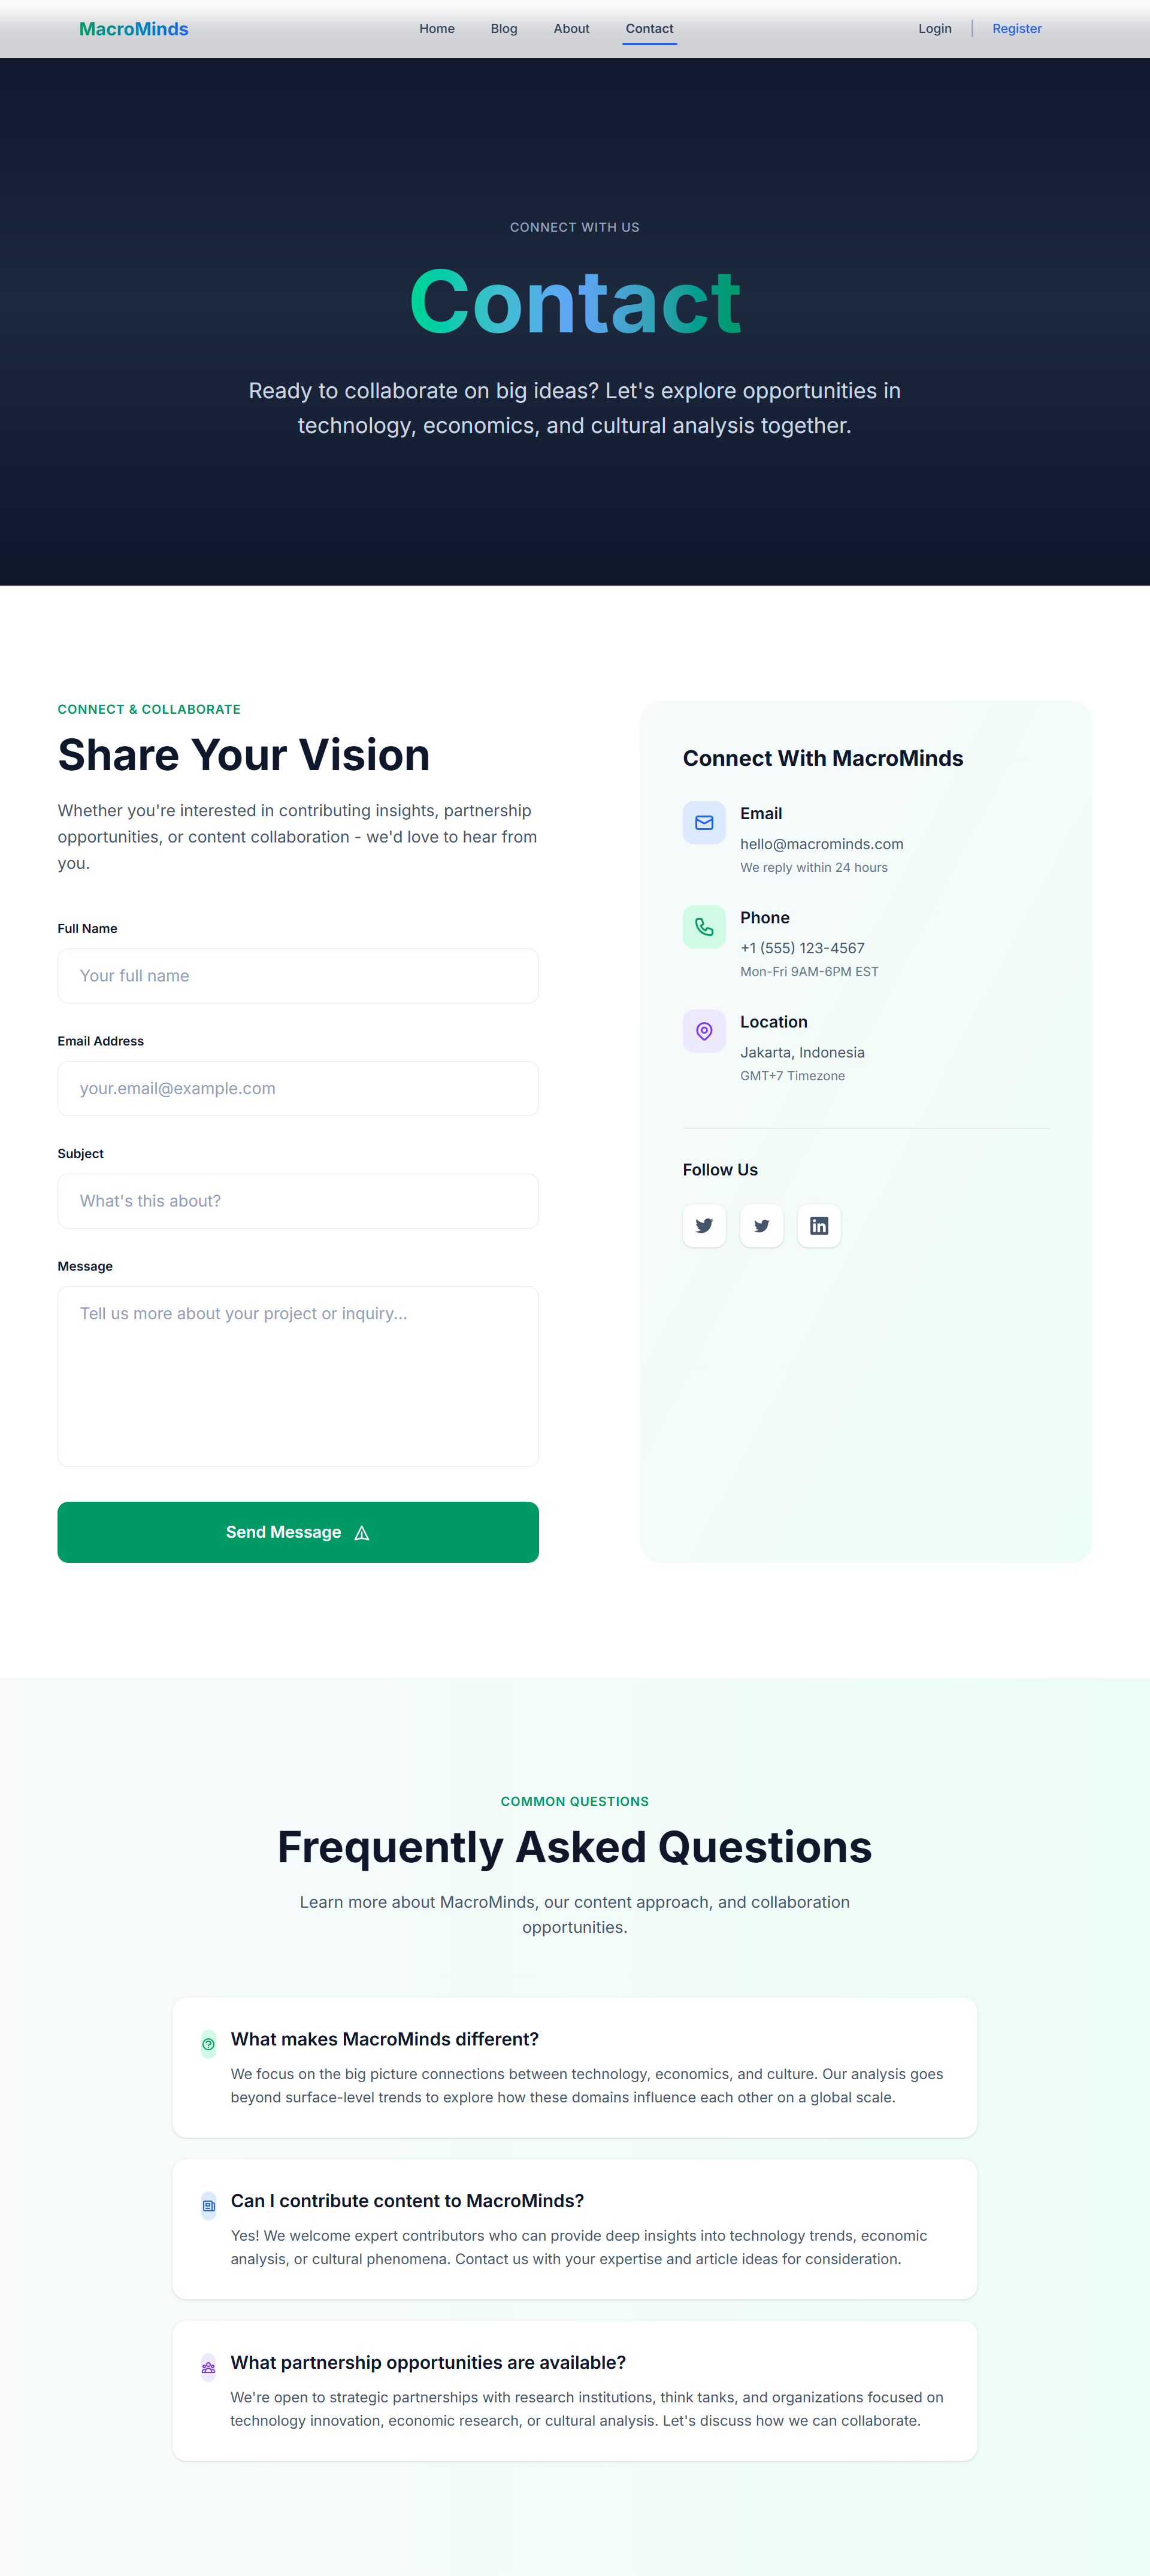 MacroMinds
Home
Blog
About
Contact
Login
Register
CONNECT WITH US
Contact
Ready to collaborate on big ideas? Let's explore opportunities in
technology, economics, and cultural analysis together.
CONNECT & COLLABORATE
Share Your Vision
Whether you're interested in contributing insights, partnership
opportunities, or content collaboration - we'd love to hear from
you.
Full Name
Your full name
Email Address
your.email@example.com
Subject
What's this about?
Message
Tell us more about your project or inquiry...
Send Message
Connect With MacroMinds
Email
hello@macrominds.com
We reply within 24 hours
Phone
+1 (555) 123-4567
Mon-Fri 9AM-6PM EST
Location
Jakarta, Indonesia
GMT+7 Timezone
Follow Us
COMMON QUESTIONS
Frequently Asked Questions
Learn more about MacroMinds, our content approach, and collaboration
opportunities.
What makes MacroMinds different?
We focus on the big picture connections between technology, economics, and culture. Our analysis goes
beyond surface-level trends to explore how these domains influence each other on a global scale.
Can I contribute content to MacroMinds?
Yes! We welcome expert contributors who can provide deep insights into technology trends, economic
analysis, or cultural phenomena. Contact us with your expertise and article ideas for consideration.
What partnership opportunities are available?
We're open to strategic partnerships with research institutions, think tanks, and organizations focused on
technology innovation, economic research, or cultural analysis. Let's discuss how we can collaborate.